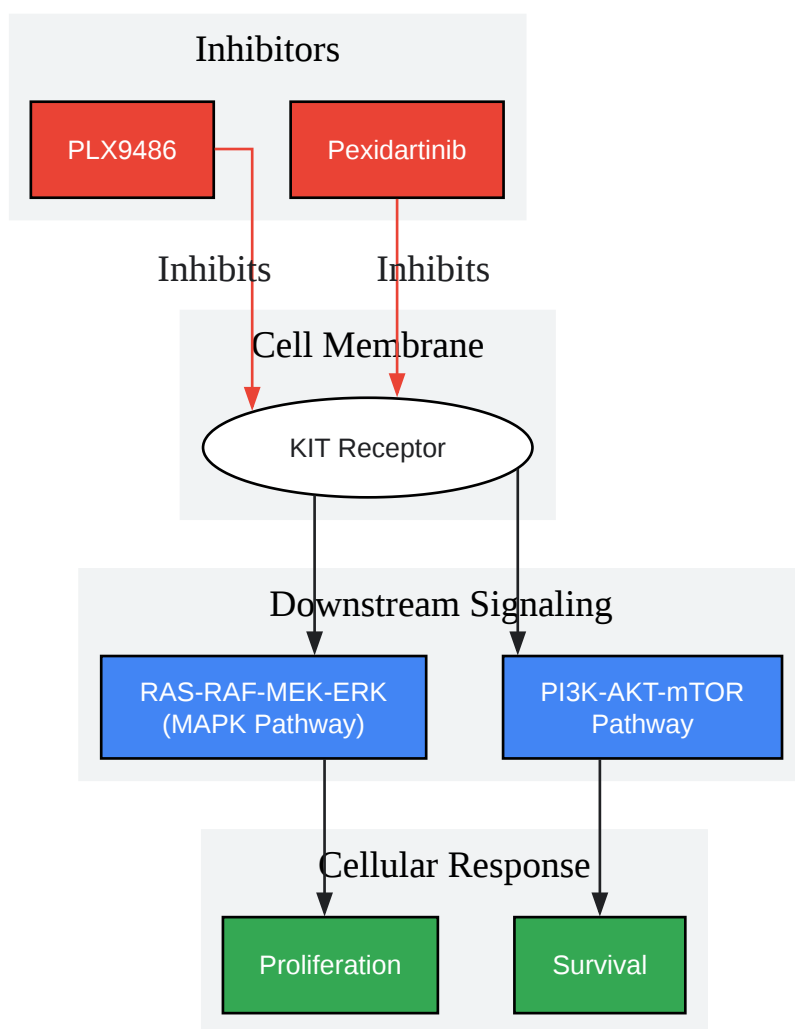 Inhibitors
PLX9486
Pexidartinib
Inhibits
Inhibits
Cell Membrane
KIT Receptor
Downstream Signaling
RAS-RAF-MEK-ERK
(MAPK Pathway)
PI3K-AKT-mTOR
Pathway
Cellular Response
Proliferation
Survival